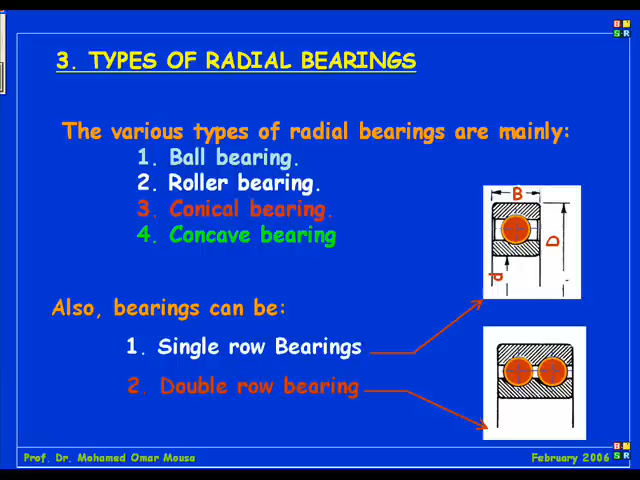 3. TYPES OF RADIAL BEARINGS
The various types of radial bearings are mainly:
1. Ball bearing.
2. Roller bearing.
3. Conical bearing.
4. Concave bearing
B
D
d
Also, bearings can be:
1. Single row Bearings
2. Double row bearing
Prof. Dr. Mohamed Omar Mousa
February 2006